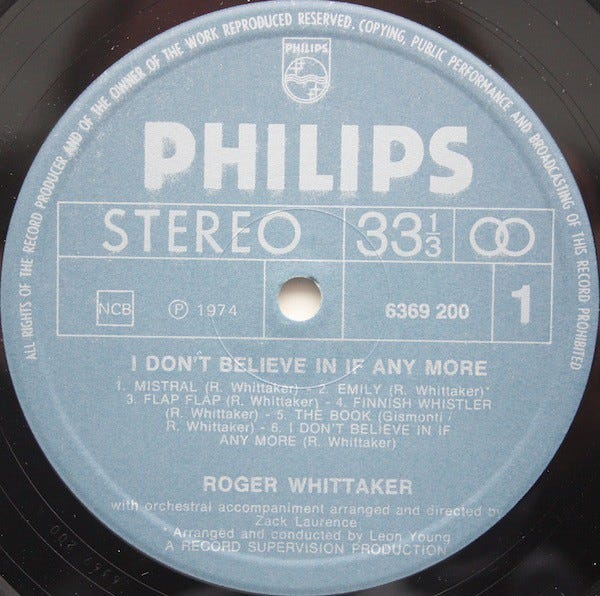 ALL RIGHTS OF THE RECORD PRODUCER AND OF THE OWNER OF THE WORK REPRODUCED RESERVED. COPYING, PUBLIC PERFORMANCE AND BROADCASTING OF THIS RECORD PROHIBITED
PHILIPS
PHILIPS
STEREO 33⅓
NCB ℗ 1974 6369 200 1
I DON'T BELIEVE IN IF ANY MORE
1. MISTRAL (R. Whittaker) - 2. EMILY (R. Whittaker)*
3. FLAP FLAP (R. Whittaker) - 4. FINNISH WHISTLER
(R. Whittaker) - 5. THE BOOK (Gismonti /
R. Whittaker) - 6. I DON'T BELIEVE IN IF
ANY MORE (R. Whittaker)
ROGER WHITTAKER
with orchestral accompaniment arranged and directed by
Zack Laurence
*Arranged and conducted by Leon Young
A RECORD SUPERVISION PRODUCTION